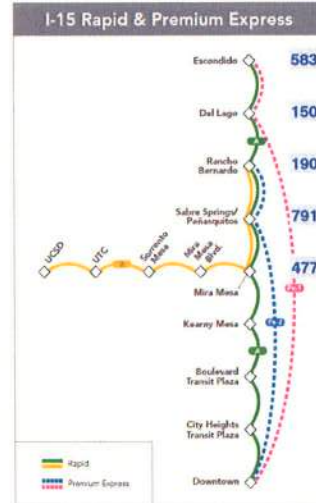 I-15 Rapid & Premium Express
Escondido
583
Del Lago
150
A
Rancho
Bernardo
190
Sabre Springs/
Peñasquitos
791
UCSD
UTC
Sorrento
Mesa
Mira
Mesa
Blvd.
477
Mira Mesa
Kearny Mesa
A
Boulevard
Transit Plaza
City Heights
Transit Plaza
Rapid
Premium Express
Downtown